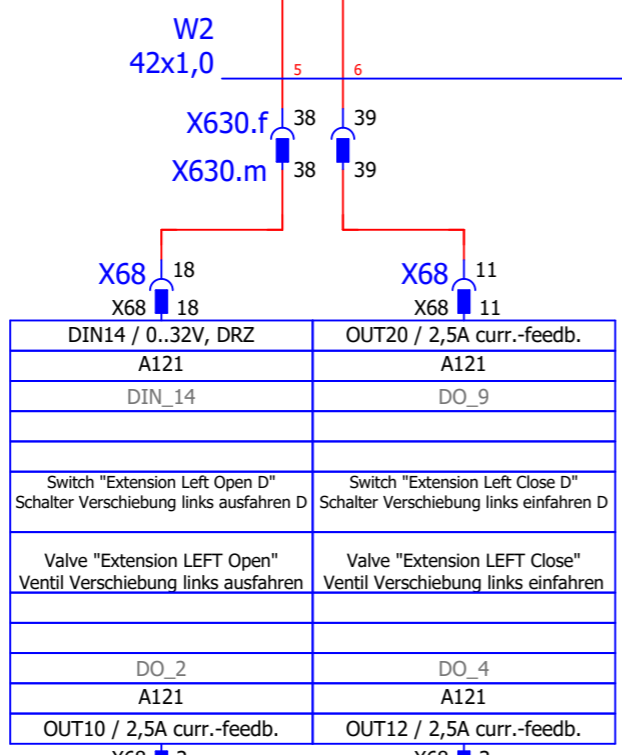 W2
42x1,0
5 6
X630.f 38 39
X630.m 38 39
X68 18 X68 11
X68 18 X68 11
DIN14 / 0..32V, DRZ OUT20 / 2,5A curr.-feedb.
A121 A121
DIN_14 DO_9
Switch "Extension Left Open D" Switch "Extension Left Close D"
Schalter Verschiebung links ausfahren D Schalter Verschiebung links einfahren D
Valve "Extension LEFT Open" Valve "Extension LEFT Close"
Ventil Verschiebung links ausfahren Ventil Verschiebung links einfahren
DO_2 DO_4
A121 A121
OUT10 / 2,5A curr.-feedb. OUT12 / 2,5A curr.-feedb.
X68 X68